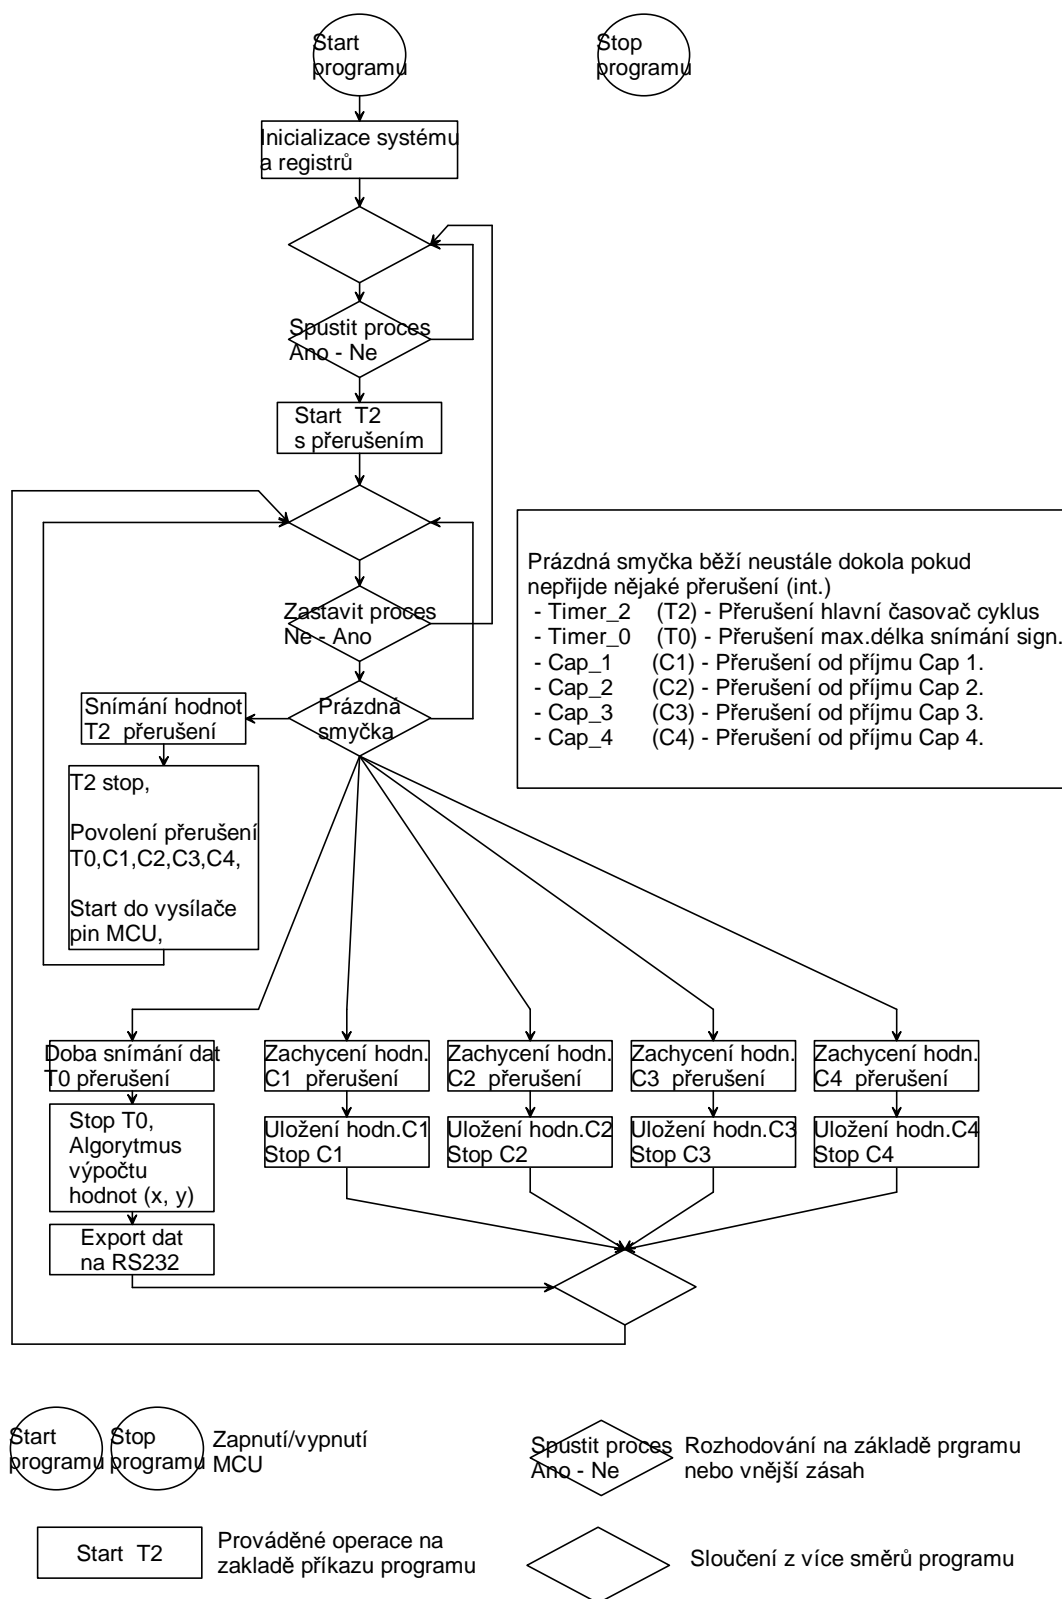 Start
programu
Stop
programu
Inicializace systému
a registrů
Spustit proces
Ano - Ne
Start T2
s přerušením
Prázdná smyčka běží neustále dokola pokud
nepřijde nějaké přerušení (int.)
- Timer_2 (T2) - Přerušení hlavní časovač cyklus
- Timer_0 (T0) - Přerušení max.délka snímání sign.
- Cap_1 (C1) - Přerušení od příjmu Cap 1.
- Cap_2 (C2) - Přerušení od příjmu Cap 2.
- Cap_3 (C3) - Přerušení od příjmu Cap 3.
- Cap_4 (C4) - Přerušení od příjmu Cap 4.
Zastavit proces
Ne - Ano
Prázdná
smyčka
Snímání hodnot
T2 přerušení
T2 stop,
Povolení přerušení
T0,C1,C2,C3,C4,
Start do vysílače
pin MCU,
Doba snímání dat
T0 přerušení
Zachycení hodn.
C1 přerušení
Zachycení hodn.
C2 přerušení
Zachycení hodn.
C3 přerušení
Zachycení hodn.
C4 přerušení
Stop T0,
Algorytmus
výpočtu
hodnot (x, y)
Uložení hodn.C1
Stop C1
Uložení hodn.C2
Stop C2
Uložení hodn.C3
Stop C3
Uložení hodn.C4
Stop C4
Export dat
na RS232
Start
programu
Stop
programu
Zapnutí/vypnutí
MCU
Spustit proces
Ano - Ne
Rozhodování na základě prgramu
nebo vnější zásah
Start T2
Prováděné operace na
zakladě příkazu programu
Sloučení z více směrů programu